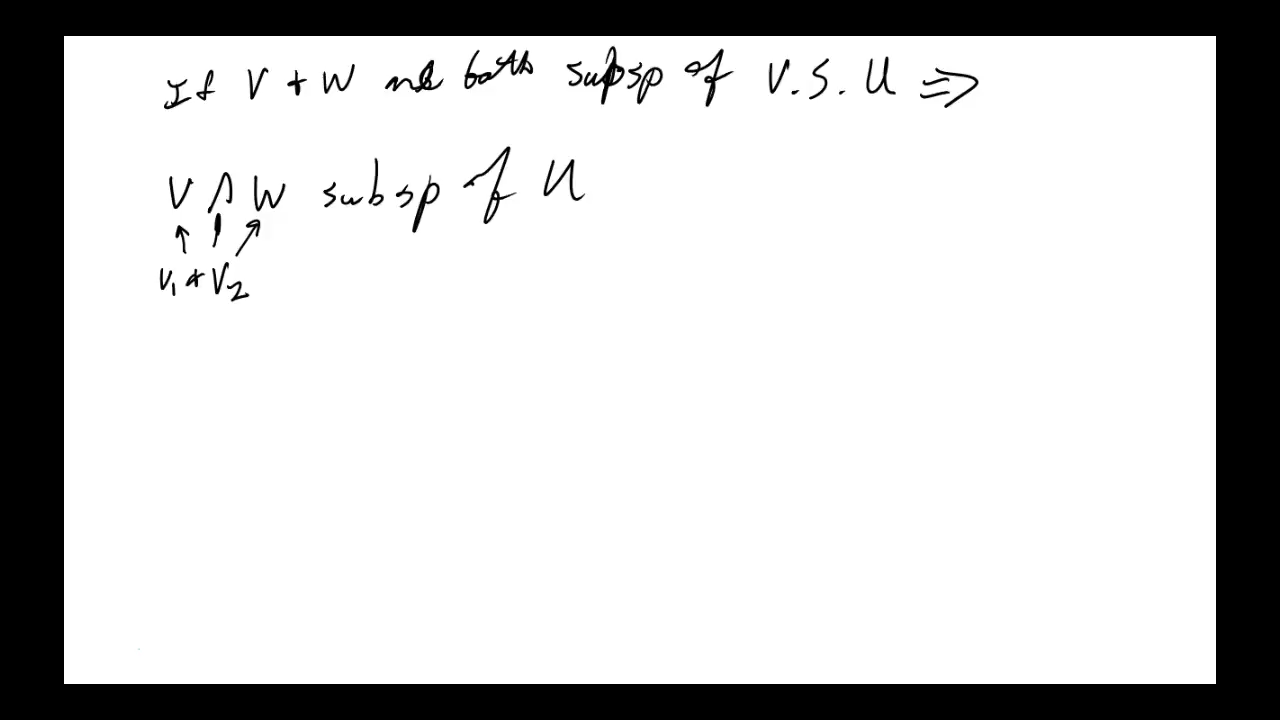 If V + W are both subsp of V.S. U ⇒
V ∩ W subsp of U
v₁ + v₂